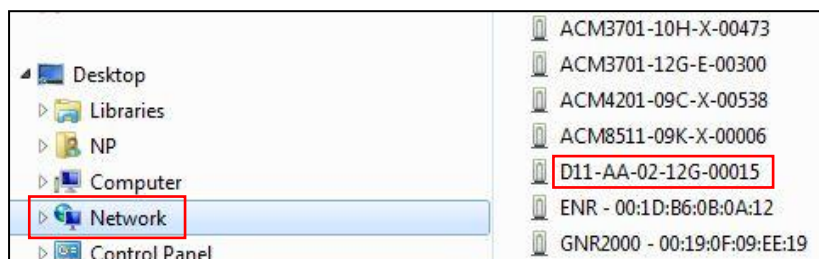 Desktop
Libraries
NP
Computer
Network
Control Panel
ACM3701-10H-X-00473
ACM3701-12G-E-00300
ACM4201-09C-X-00538
ACM8511-09K-X-00006
D11-AA-02-12G-00015
ENR - 00:1D:B6:0B:0A:12
GNR2000 - 00:19:0F:09:EE:19